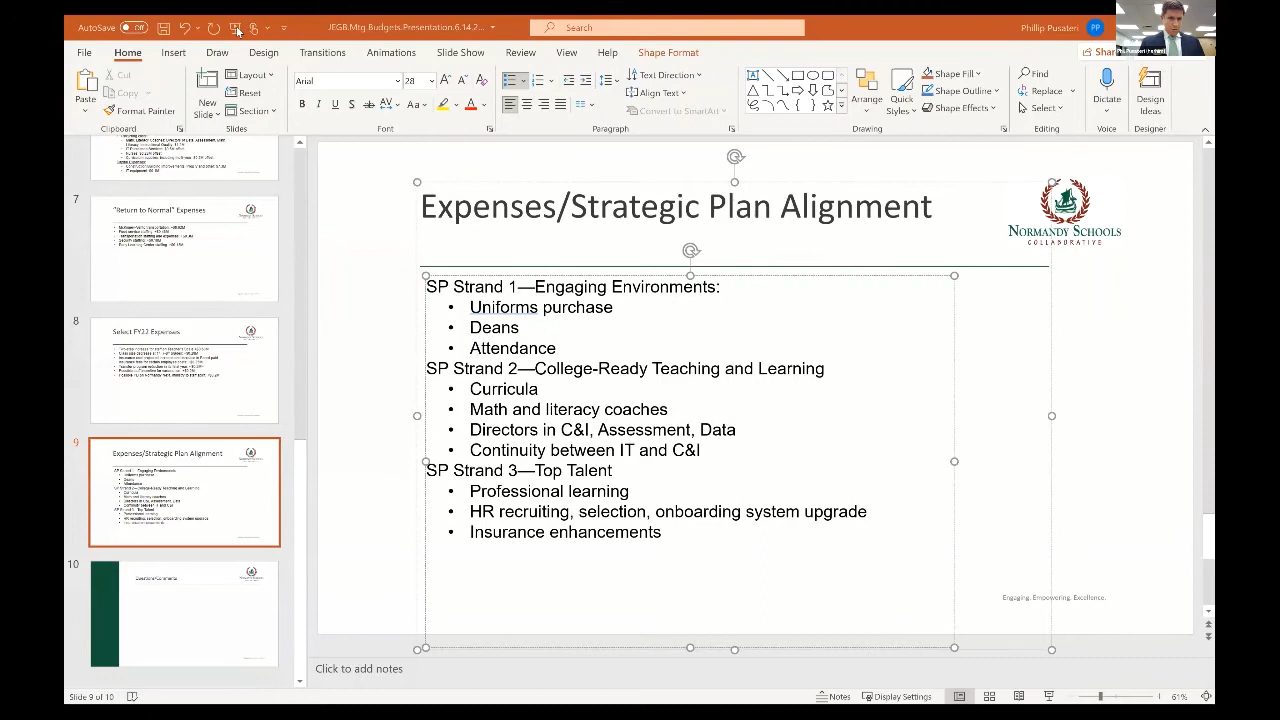 AutoSave Off
JEGB.Mtg Budgets.Presentation.6.14.2...
Search
Phillip Pusateri PP
File Home Insert Draw Design Transitions Animations Slide Show Review View Help Shape Format
Paste
Cut
Copy
Format Painter
Clipboard
New Slide
Layout
Reset
Section
Slides
Arial 28
Font
Text Direction
Align Text
Convert to SmartArt
Paragraph
Arrange
Quick Styles
Shape Fill
Shape Outline
Shape Effects
Drawing
Find
Replace
Select
Editing
Dictate
Voice
Design Ideas
Designer
7
"Return to Normal" Expenses
8
Select FY22 Expenses
9
Expenses/Strategic Plan Alignment
10
Questions/Comments
Expenses/Strategic Plan Alignment
NORMANDY SCHOOLS
COLLABORATIVE
SP Strand 1—Engaging Environments:
• Uniforms purchase
• Deans
• Attendance
SP Strand 2—College-Ready Teaching and Learning
• Curricula
• Math and literacy coaches
• Directors in C&I, Assessment, Data
• Continuity between IT and C&I
SP Strand 3—Top Talent
• Professional learning
• HR recruiting, selection, onboarding system upgrade
• Insurance enhancements
Engaging. Empowering. Excellence.
Click to add notes
Slide 9 of 10
Notes
Display Settings
61%